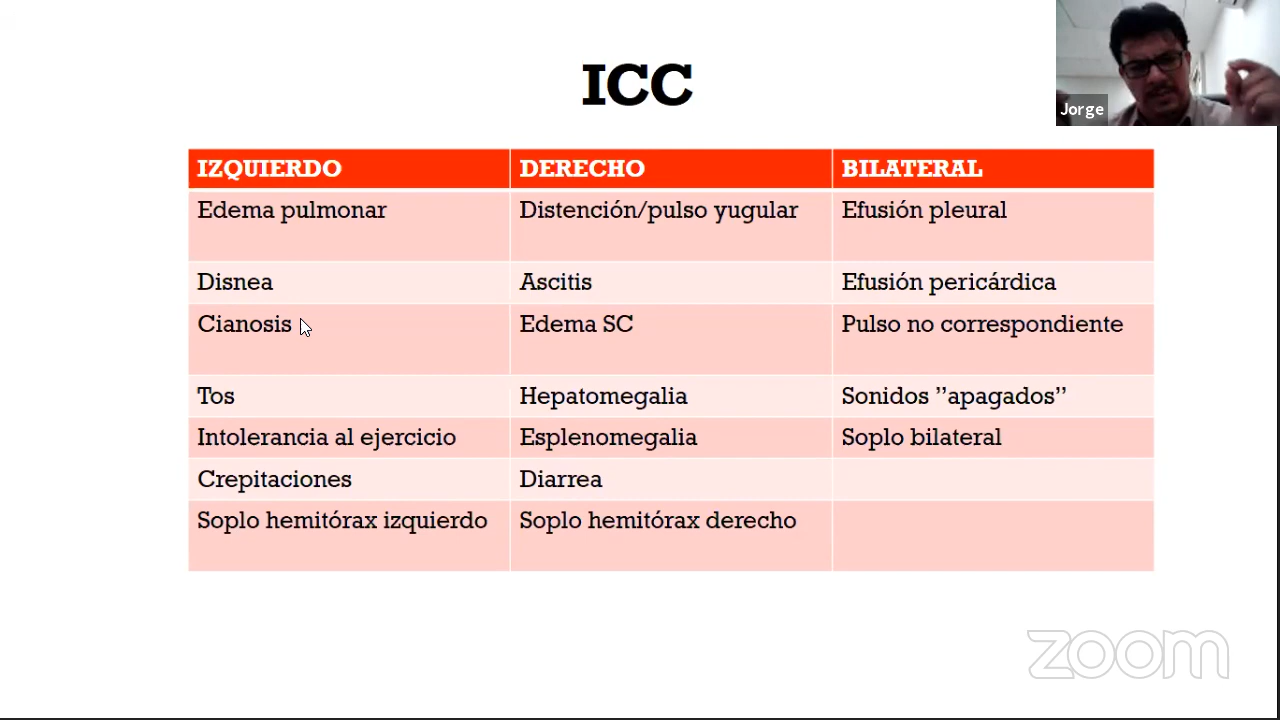 ICC
Jorge
IZQUIERDO DERECHO BILATERAL
Edema pulmonar Distención/pulso yugular Efusión pleural
Disnea Ascitis Efusión pericárdica
Cianosis Edema SC Pulso no correspondiente
Tos Hepatomegalia Sonidos ”apagados”
Intolerancia al ejercicio Esplenomegalia Soplo bilateral
Crepitaciones Diarrea
Soplo hemitórax izquierdo Soplo hemitórax derecho
zoom